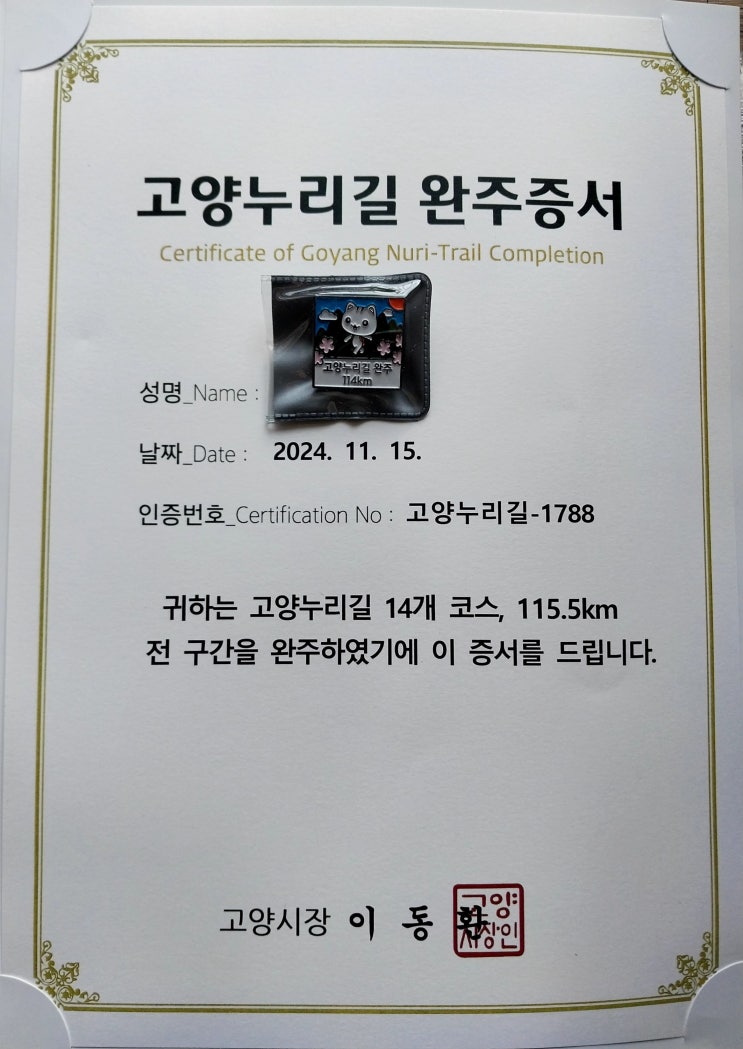 고양누리길 완주증서
Certificate of Goyang Nuri-Trail Completion
고양누리길 완주
114km
성명_Name :
날짜_Date : 2024. 11. 15.
인증번호_Certification No : 고양누리길-1788
귀하는 고양누리길 14개 코스, 115.5km
전 구간을 완주하였기에 이 증서를 드립니다.
고양시장 이 동 환
고양
시장인